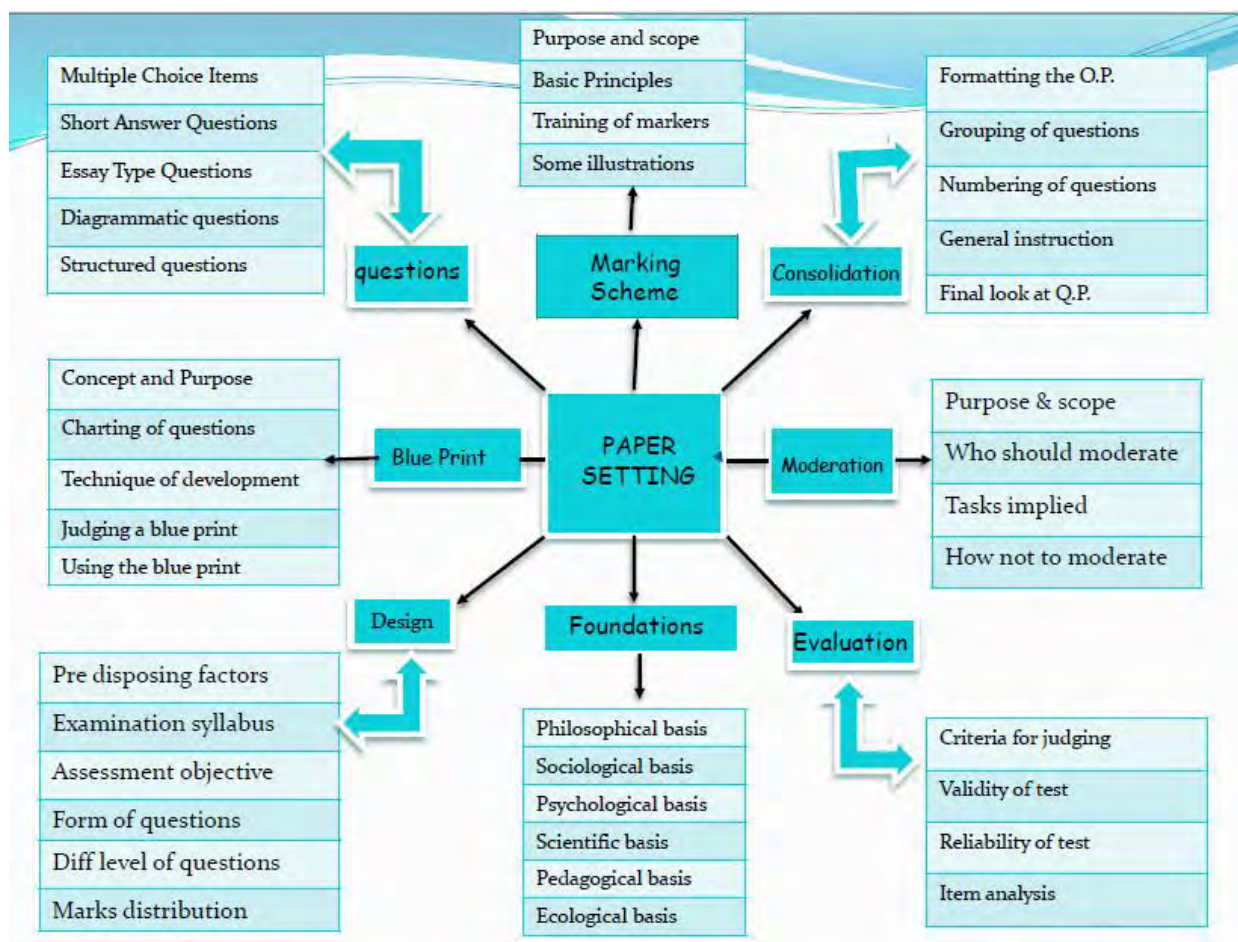 Multiple Choice Items
Short Answer Questions
Essay Type Questions
Diagrammatic questions
Structured questions
questions
Purpose and scope
Basic Principles
Training of markers
Some illustrations
Marking
Scheme
Formatting the O.P.
Grouping of questions
Numbering of questions
General instruction
Final look at Q.P.
Consolidation
Concept and Purpose
Charting of questions
Technique of development
Judging a blue print
Using the blue print
Blue Print
PAPER
SETTING
Moderation
Purpose & scope
Who should moderate
Tasks implied
How not to moderate
Design
Pre disposing factors
Examination syllabus
Assessment objective
Form of questions
Diff level of questions
Marks distribution
Foundations
Philosophical basis
Sociological basis
Psychological basis
Scientific basis
Pedagogical basis
Ecological basis
Evaluation
Criteria for judging
Validity of test
Reliability of test
Item analysis